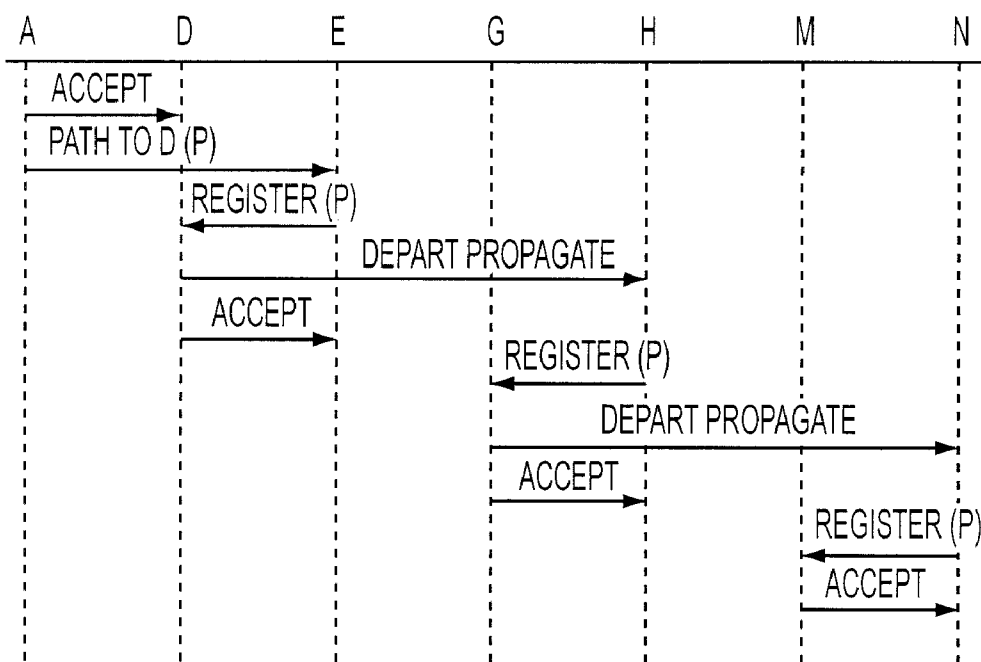 A D E G H M N
ACCEPT
PATH TO D (P)
REGISTER (P)
DEPART PROPAGATE
ACCEPT
REGISTER (P)
DEPART PROPAGATE
ACCEPT
REGISTER (P)
ACCEPT